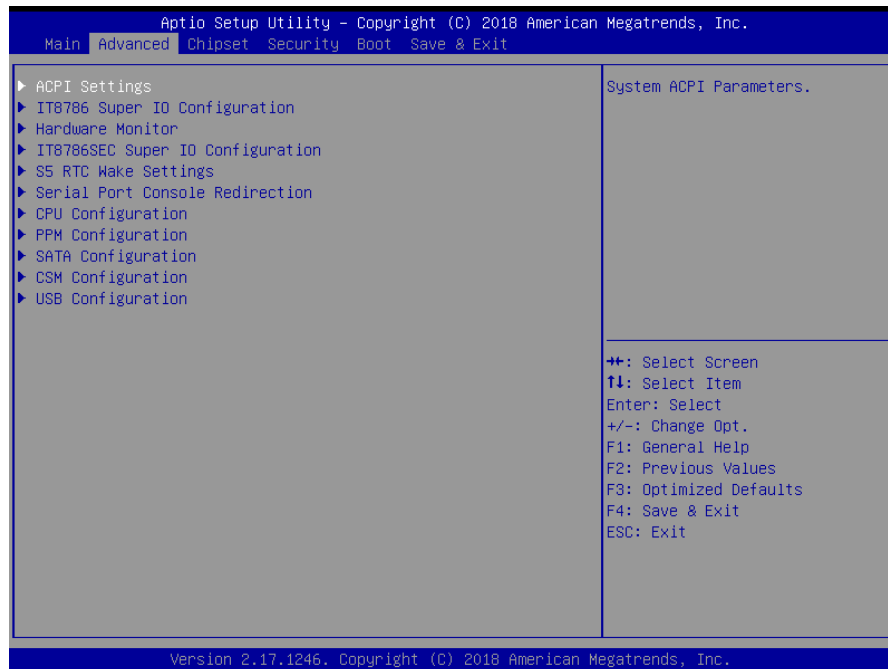 Aptio Setup Utility – Copyright (C) 2018 American Megatrends, Inc.
Main Advanced Chipset Security Boot Save & Exit
▶ ACPI Settings
▶ IT8786 Super IO Configuration
▶ Hardware Monitor
▶ IT8786SEC Super IO Configuration
▶ S5 RTC Wake Settings
▶ Serial Port Console Redirection
▶ CPU Configuration
▶ PPM Configuration
▶ SATA Configuration
▶ CSM Configuration
▶ USB Configuration
System ACPI Parameters.
→←: Select Screen
↑↓: Select Item
Enter: Select
+/-: Change Opt.
F1: General Help
F2: Previous Values
F3: Optimized Defaults
F4: Save & Exit
ESC: Exit
Version 2.17.1246. Copyright (C) 2018 American Megatrends, Inc.